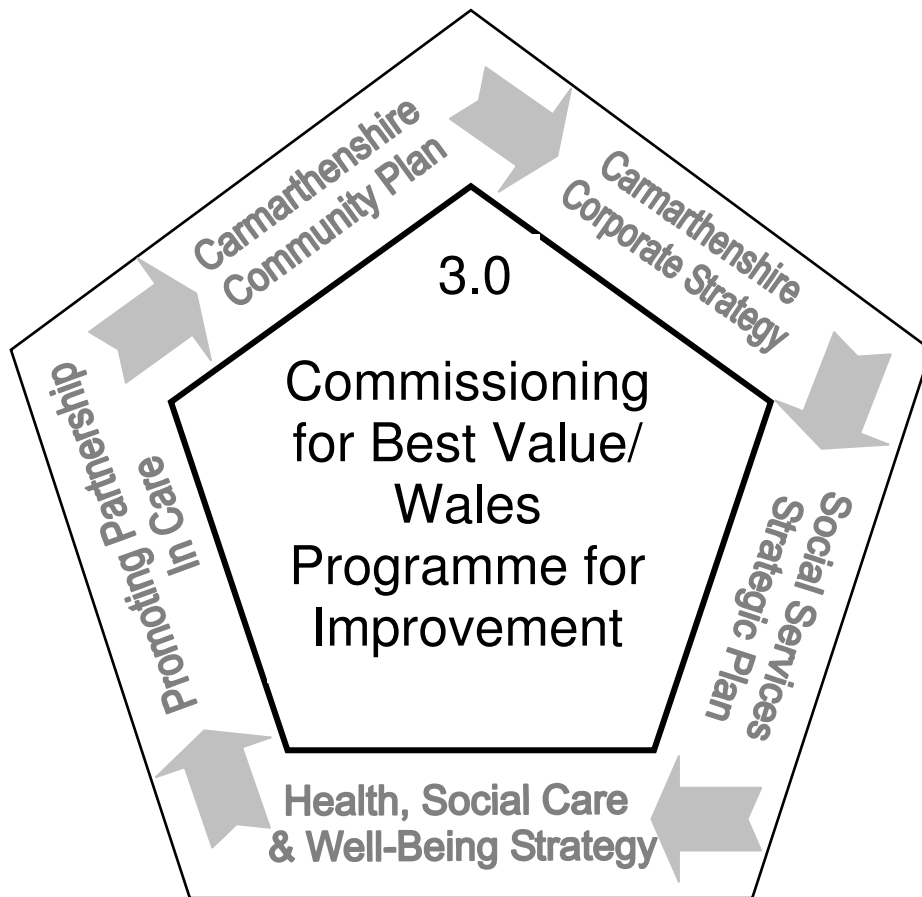 Carmarthenshire
Community Plan
Carmarthenshire
Corporate Strategy
3.0
Commissioning
for Best Value/
Wales
Programme for
Improvement
Promoting Partnership
In Care
Social Services
Strategic Plan
Health, Social Care
& Well-Being Strategy